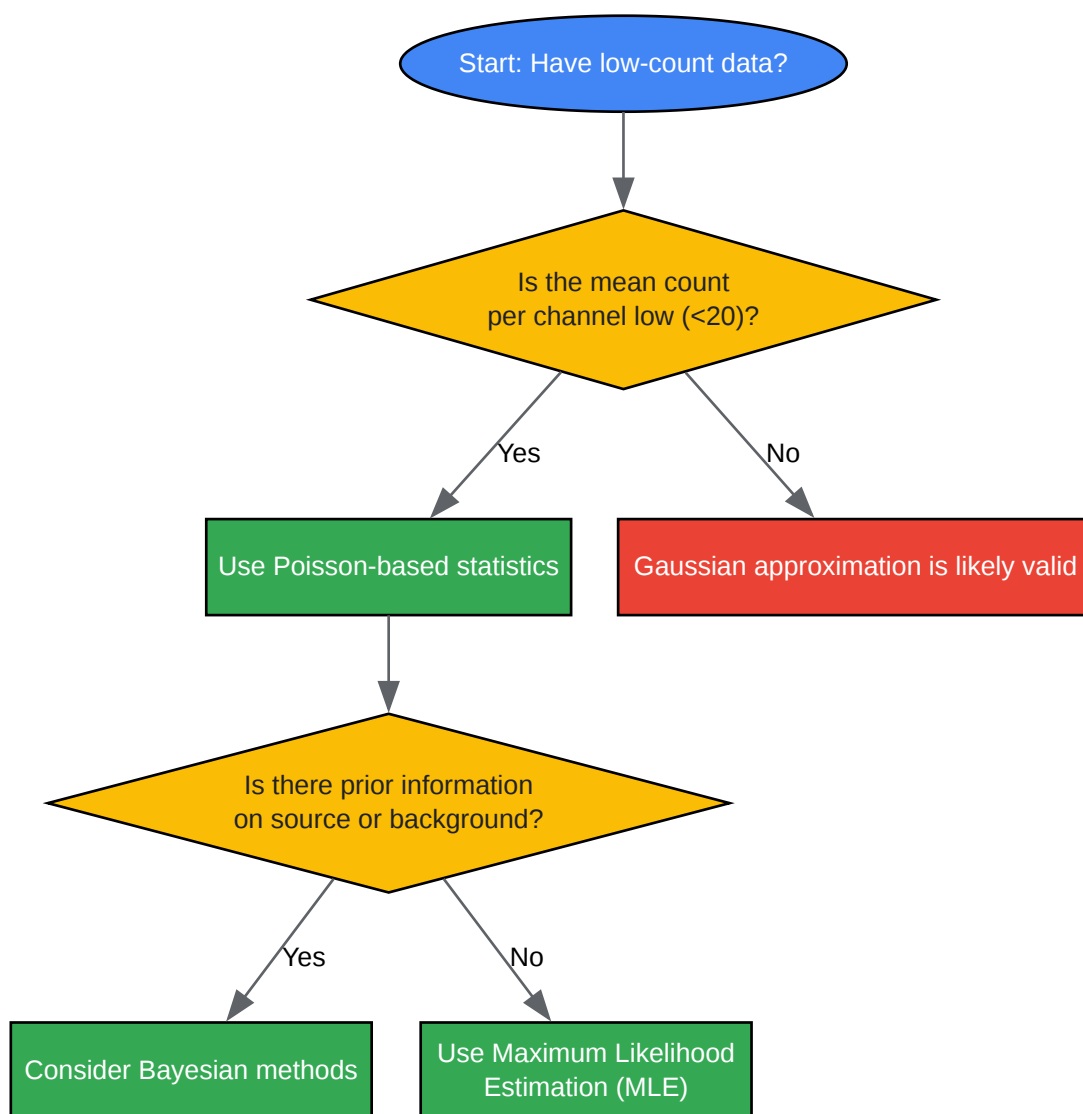 Start: Have low-count data?
Is the mean count
per channel low (<20)?
Yes
No
Use Poisson-based statistics
Gaussian approximation is likely valid
Is there prior information
on source or background?
Yes
No
Consider Bayesian methods
Use Maximum Likelihood
Estimation (MLE)